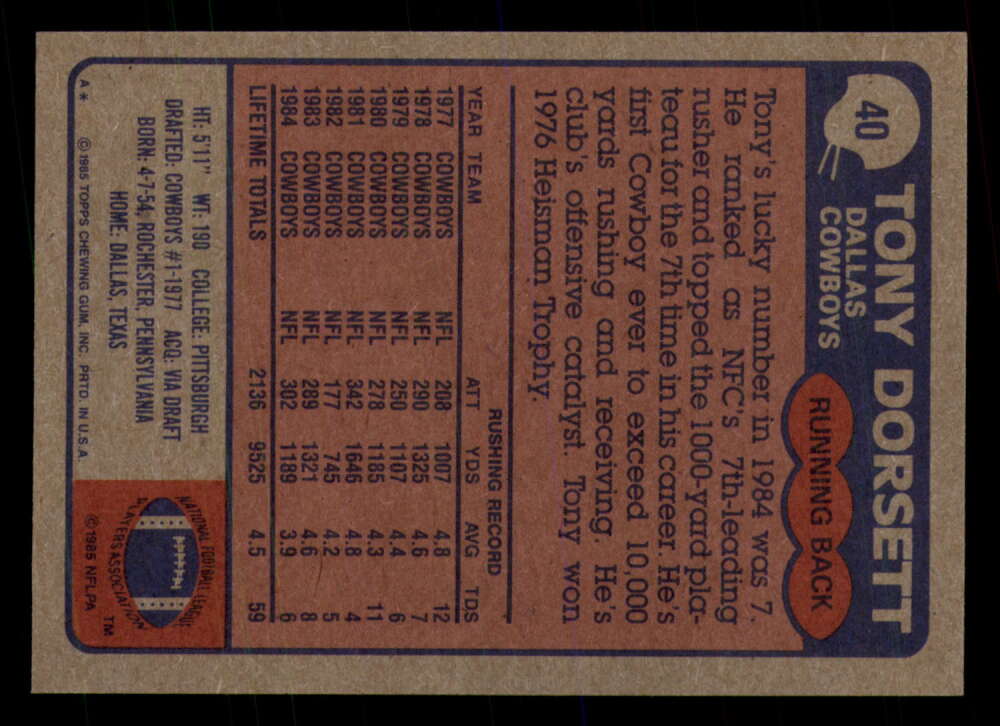 40
TONY DORSETT
DALLAS
COWBOYS
RUNNING BACK
Tony's lucky number in 1984 was 7.
He ranked as NFC's 7th-leading
rusher and topped the 1000-yard pla-
teau for the 7th time in his career. He's
first Cowboy ever to exceed 10,000
yards rushing and receiving. He's
club's offensive catalyst. Tony won
1976 Heisman Trophy.
RUSHING RECORD
YEAR TEAM ATT YDS AVG TDS
1977 COWBOYS NFL 208 1007 4.8 12
1978 COWBOYS NFL 290 1325 4.6 7
1979 COWBOYS NFL 250 1107 4.4 6
1980 COWBOYS NFL 278 1185 4.3 11
1981 COWBOYS NFL 342 1646 4.8 4
1982 COWBOYS NFL 177 745 4.2 5
1983 COWBOYS NFL 289 1321 4.6 8
1984 COWBOYS NFL 302 1189 3.9 6
LIFETIME TOTALS 2136 9525 4.5 59
HT: 5'11" WT: 190 COLLEGE: PITTSBURGH
DRAFTED: COWBOYS #1-1977 ACQ: VIA DRAFT
BORN: 4-7-54, ROCHESTER, PENNSYLVANIA
HOME: DALLAS, TEXAS
NATIONAL FOOTBALL LEAGUE
PLAYERS ASSOCIATION
TM
A* © 1985 TOPPS CHEWING GUM, INC. PRTD. IN U.S.A. © 1985 NFLPA